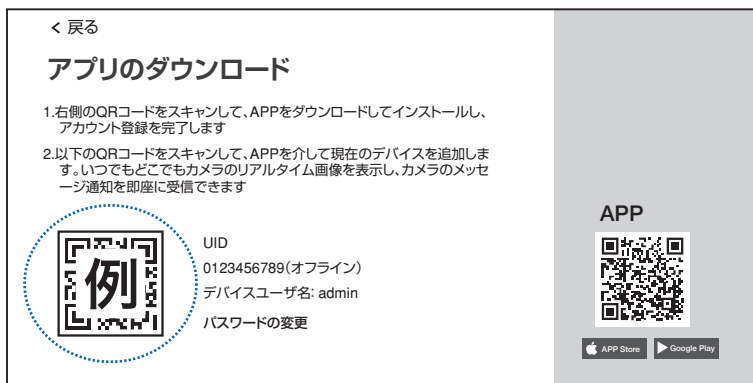 < 戻る
アプリのダウンロード
1.右側のQRコードをスキャンして、APPをダウンロードしてインストールし、
アカウント登録を完了します
2.以下のQRコードをスキャンして、APPを介して現在のデバイスを追加しま
す。いつでもどこでもカメラのリアルタイム画像を表示し、カメラのメッセ
ージ通知を即座に受信できます
例
UID
0123456789(オフライン)
デバイスユーザ名: admin
パスワードの変更
APP
APP Store
Google Play